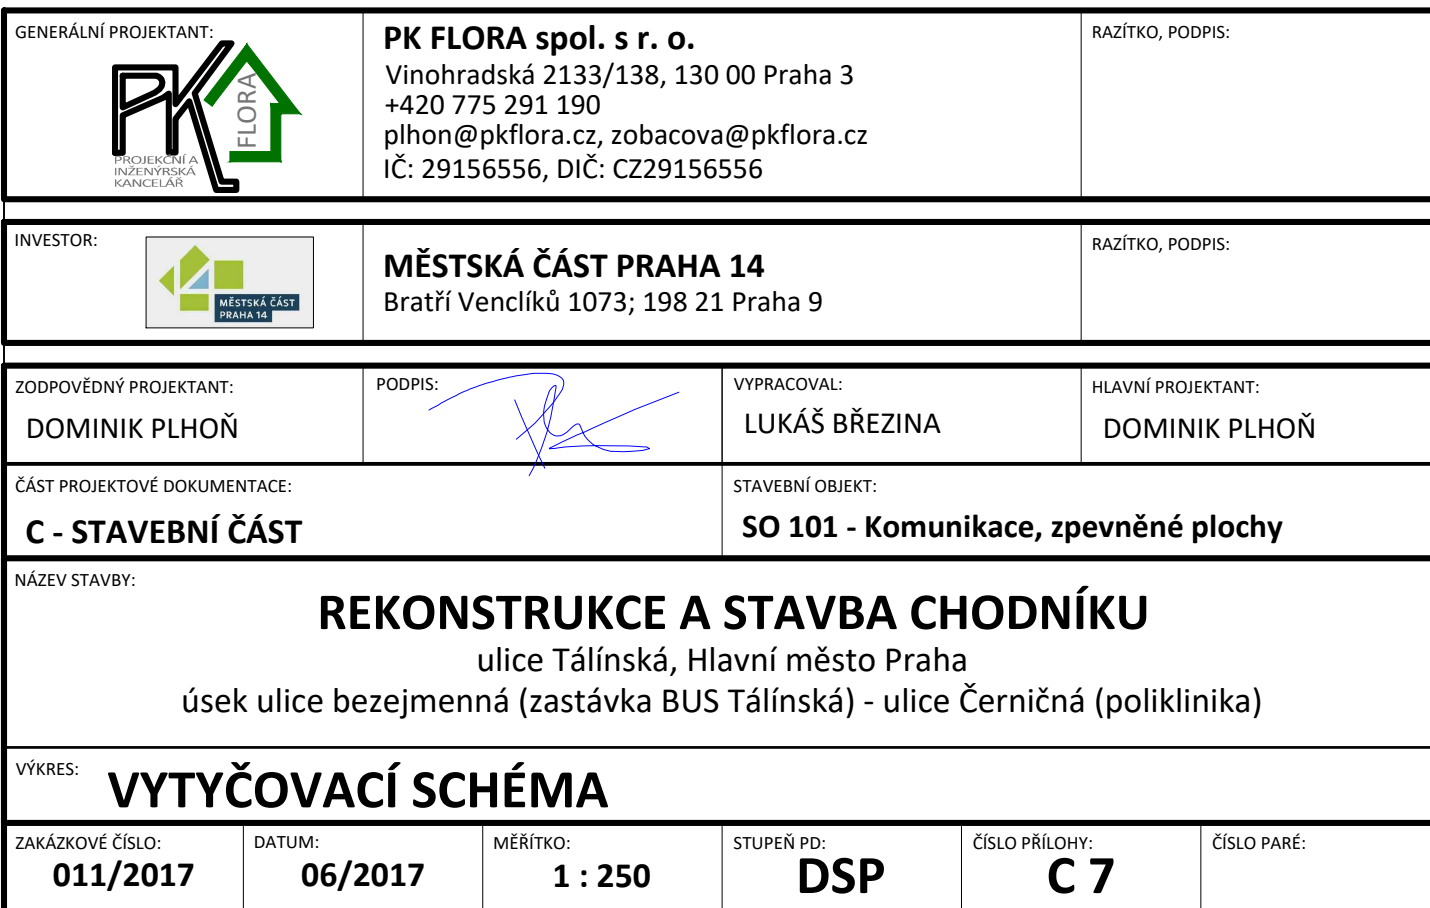 GENERÁLNÍ PROJEKTANT:
PK
FLORA
PROJEKČNÍ A
INŽENÝRSKÁ
KANCELÁŘ
PK FLORA spol. s r. o.
Vinohradská 2133/138, 130 00 Praha 3
+420 775 291 190
plhon@pkflora.cz, zobacova@pkflora.cz
IČ: 29156556, DIČ: CZ29156556
RAZÍTKO, PODPIS:
INVESTOR:
MĚSTSKÁ ČÁST
PRAHA 14
MĚSTSKÁ ČÁST PRAHA 14
Bratří Venclíků 1073; 198 21 Praha 9
RAZÍTKO, PODPIS:
ZODPOVĚDNÝ PROJEKTANT:
DOMINIK PLHOŇ
PODPIS:
VYPRACOVAL:
LUKÁŠ BŘEZINA
HLAVNÍ PROJEKTANT:
DOMINIK PLHOŇ
ČÁST PROJEKTOVÉ DOKUMENTACE:
C - STAVEBNÍ ČÁST
STAVEBNÍ OBJEKT:
SO 101 - Komunikace, zpevněné plochy
NÁZEV STAVBY:
REKONSTRUKCE A STAVBA CHODNÍKU
ulice Tálínská, Hlavní město Praha
úsek ulice bezejmenná (zastávka BUS Tálínská) - ulice Černičná (poliklinika)
VÝKRES:
VYTYČOVACÍ SCHÉMA
ZAKÁZKOVÉ ČÍSLO:
011/2017
DATUM:
06/2017
MĚŘÍTKO:
1 : 250
STUPEŇ PD:
DSP
ČÍSLO PŘÍLOHY:
C 7
ČÍSLO PARÉ: